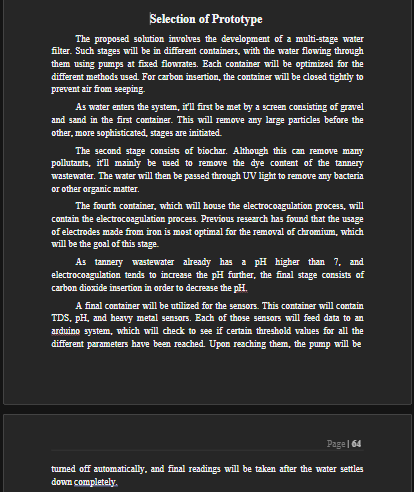 Selection of Prototype
The proposed solution involves the development of a multi-stage water
filter. Such stages will be in different containers, with the water flowing through
them using pumps at fixed flowrates. Each container will be optimized for the
different methods used. For carbon insertion, the container will be closed tightly to
prevent air from seeping.
As water enters the system, it'll first be met by a screen consisting of gravel
and sand in the first container. This will remove any large particles before the
other, more sophisticated, stages are initiated.
The second stage consists of biochar. Although this can remove many
pollutants, it'll mainly be used to remove the dye content of the tannery
wastewater. The water will then be passed through UV light to remove any bacteria
or other organic matter.
The fourth container, which will house the electrocoagulation process, will
contain the electrocoagulation process. Previous research has found that the usage
of electrodes made from iron is most optimal for the removal of chromium, which
will be the goal of this stage.
As tannery wastewater already has a pH higher than 7, and
electrocoagulation tends to increase the pH further, the final stage consists of
carbon dioxide insertion in order to decrease the pH.
A final container will be utilized for the sensors. This container will contain
TDS, pH, and heavy metal sensors. Each of those sensors will feed data to an
arduino system, which will check to see if certain threshold values for all the
different parameters have been reached. Upon reaching them, the pump will be
Page | 64
turned off automatically, and final readings will be taken after the water settles
down completely.